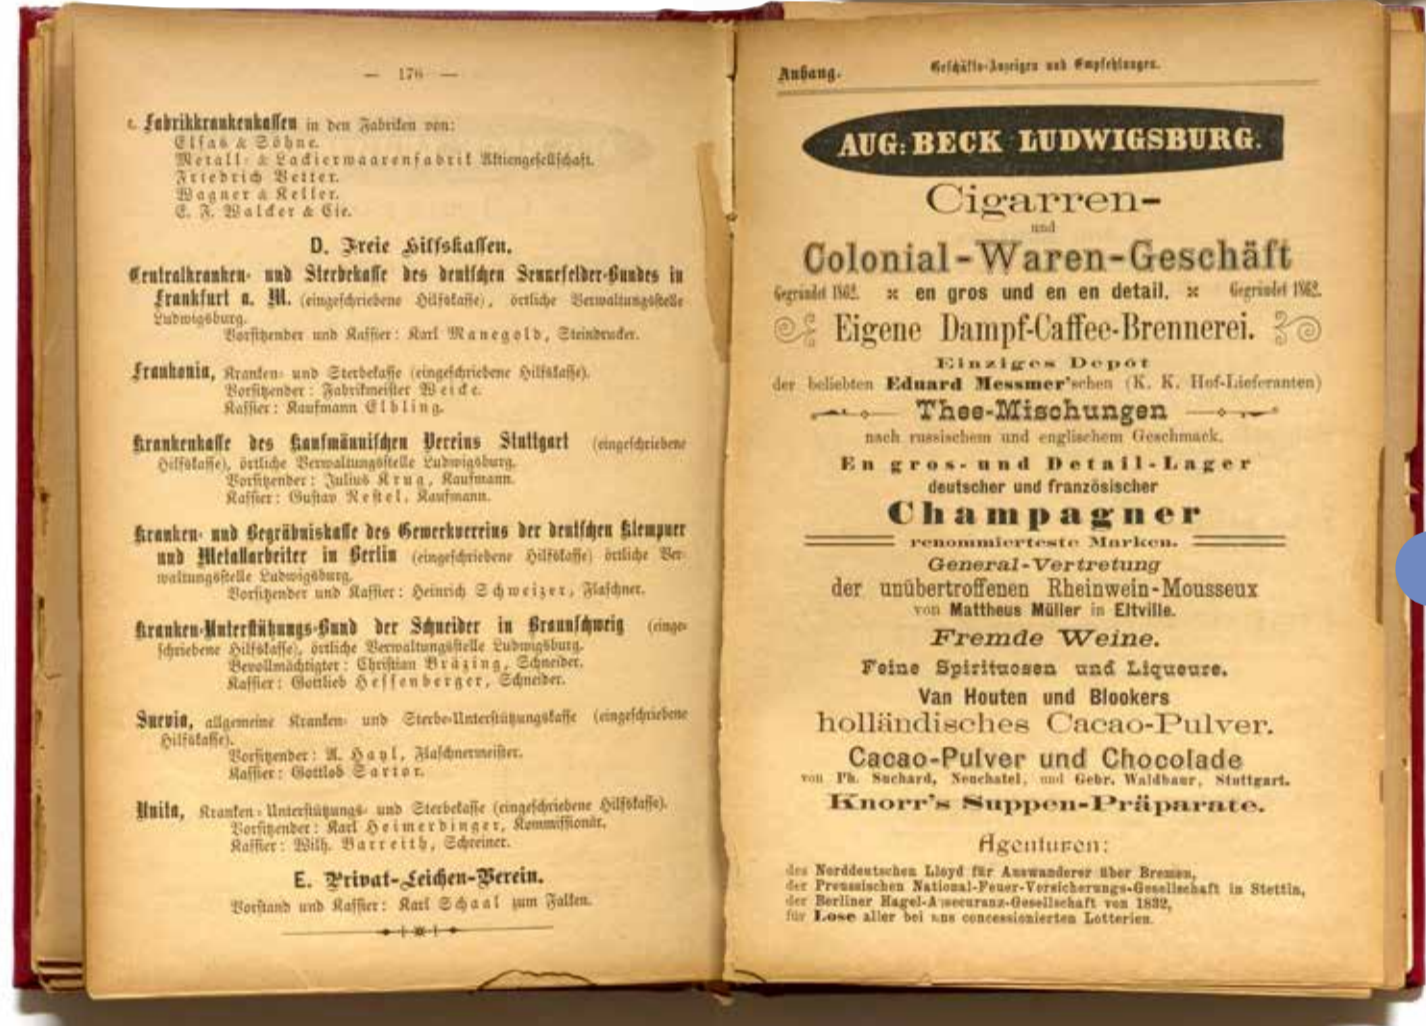 — 176 —
c. Fabrikkrankenkassen in den Fabriken von:
Elsas & Söhne.
Metall- & Lackierwaarenfabrik Aktiengesellschaft.
Friedrich Vetter.
Wagner & Keller.
E. F. Walcker & Cie.
D. Freie Hilfskassen.
Centralkranken- und Sterbekasse des deutschen Sennefelder-Bundes in
Frankfurt a. M. (eingeschriebene Hilfskasse), örtliche Verwaltungsstelle
Ludwigsburg.
Vorsitzender und Kassier: Karl Manegold, Steindrucker.
Frankonia, Kranken- und Sterbekasse (eingeschriebene Hilfskasse).
Vorsitzender: Fabrikmeister Weicke.
Kassier: Kaufmann Elbling.
Krankenkasse des Kaufmännischen Vereins Stuttgart (eingeschriebene
Hilfskasse), örtliche Verwaltungsstelle Ludwigsburg.
Vorsitzender: Julius Krug, Kaufmann.
Kassier: Gustav Restel, Kaufmann.
Kranken- und Begräbniskasse des Gewerkvereins der deutschen Klempner
und Metallarbeiter in Berlin (eingeschriebene Hilfskasse) örtliche Ver-
waltungsstelle Ludwigsburg.
Vorsitzender und Kassier: Heinrich Schweizer, Flaschner.
Kranken-Unterstützungs-Bund der Schneider in Braunschweig (einge-
schriebene Hilfskasse), örtliche Verwaltungsstelle Ludwigsburg.
Bevollmächtigter: Christian Bräzing, Schneider.
Kassier: Gottlieb Hessenberger, Schneider.
Suevia, allgemeine Kranken- und Sterbe-Unterstützungskasse (eingeschriebene
Hilfskasse).
Vorsitzender: A. Hayl, Flaschnermeister.
Kassier: Gottlob Sartor.
Unita, Kranken-Unterstützungs- und Sterbekasse (eingeschriebene Hilfskasse).
Vorsitzender: Karl Heimerdinger, Kommissionär.
Kassier: Wilh. Barreith, Schreiner.
E. Privat-Leichen-Verein.
Vorstand und Kassier: Karl Schaal zum Falken.
Anhang. Geschäfts-Anzeigen und Empfehlungen.
AUG: BECK LUDWIGSBURG.
Cigarren-
und
Colonial-Waren-Geschäft
Gegründet 1862. en gros und en en detail. Gegründet 1862.
Eigene Dampf-Caffee-Brennerei.
Einziges Depôt
der beliebten Eduard Messmer'schen (K. K. Hof-Lieferanten)
Thee-Mischungen
nach russischem und englischem Geschmack.
En gros- und Detail-Lager
deutscher und französischer
Champagner
renommierteste Marken.
General-Vertretung
der unübertroffenen Rheinwein-Mousseux
von Mattheus Müller in Eltville.
Fremde Weine.
Feine Spirituosen und Liqueure.
Van Houten und Blookers
holländisches Cacao-Pulver.
Cacao-Pulver und Chocolade
von Ph. Suchard, Neuchatel, und Gebr. Waldbaur, Stuttgart.
Knorr's Suppen-Präparate.
Agenturen:
des Norddeutschen Lloyd für Auswanderer über Bremen,
der Preussischen National-Feuer-Versicherungs-Gesellschaft in Stettin,
der Berliner Hagel-Assecuranz-Gesellschaft von 1832,
für Lose aller bei uns concessionierten Lotterien.